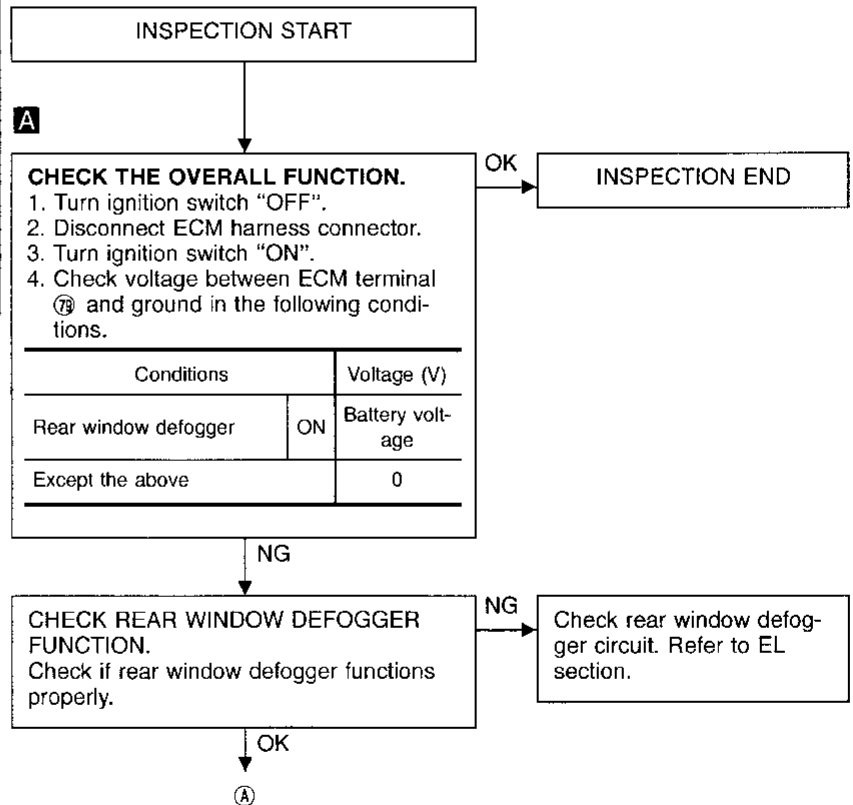 INSPECTION START
A
CHECK THE OVERALL FUNCTION.
1. Turn ignition switch “OFF”.
2. Disconnect ECM harness connector.
3. Turn ignition switch “ON”.
4. Check voltage between ECM terminal
㊆ and ground in the following condi-
tions.
Conditions Voltage (V)
Rear window defogger ON Battery volt-
age
Except the above 0
OK
INSPECTION END
NG
CHECK REAR WINDOW DEFOGGER
FUNCTION.
Check if rear window defogger functions
properly.
NG
Check rear window defog-
ger circuit. Refer to EL
section.
OK
Ⓐ